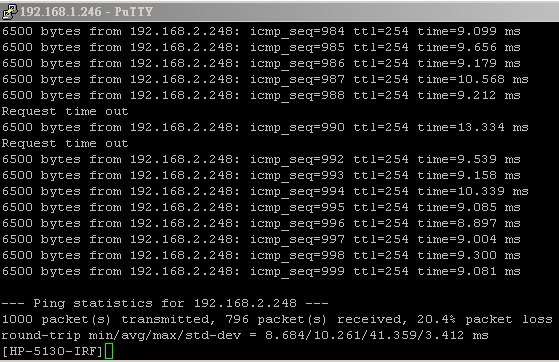 192.168.1.246 - PuTTY
6500 bytes from 192.168.2.248: icmp_seq=984 ttl=254 time=9.099 ms
6500 bytes from 192.168.2.248: icmp_seq=985 ttl=254 time=9.656 ms
6500 bytes from 192.168.2.248: icmp_seq=986 ttl=254 time=9.179 ms
6500 bytes from 192.168.2.248: icmp_seq=987 ttl=254 time=10.568 ms
6500 bytes from 192.168.2.248: icmp_seq=988 ttl=254 time=9.212 ms
Request time out
6500 bytes from 192.168.2.248: icmp_seq=990 ttl=254 time=13.334 ms
Request time out
6500 bytes from 192.168.2.248: icmp_seq=992 ttl=254 time=9.539 ms
6500 bytes from 192.168.2.248: icmp_seq=993 ttl=254 time=9.158 ms
6500 bytes from 192.168.2.248: icmp_seq=994 ttl=254 time=10.339 ms
6500 bytes from 192.168.2.248: icmp_seq=995 ttl=254 time=9.085 ms
6500 bytes from 192.168.2.248: icmp_seq=996 ttl=254 time=8.897 ms
6500 bytes from 192.168.2.248: icmp_seq=997 ttl=254 time=9.004 ms
6500 bytes from 192.168.2.248: icmp_seq=998 ttl=254 time=9.300 ms
6500 bytes from 192.168.2.248: icmp_seq=999 ttl=254 time=9.081 ms
--- Ping statistics for 192.168.2.248 ---
1000 packet(s) transmitted, 796 packet(s) received, 20.4% packet loss
round-trip min/avg/max/std-dev = 8.684/10.261/41.359/3.412 ms
[HP-5130-IRF]